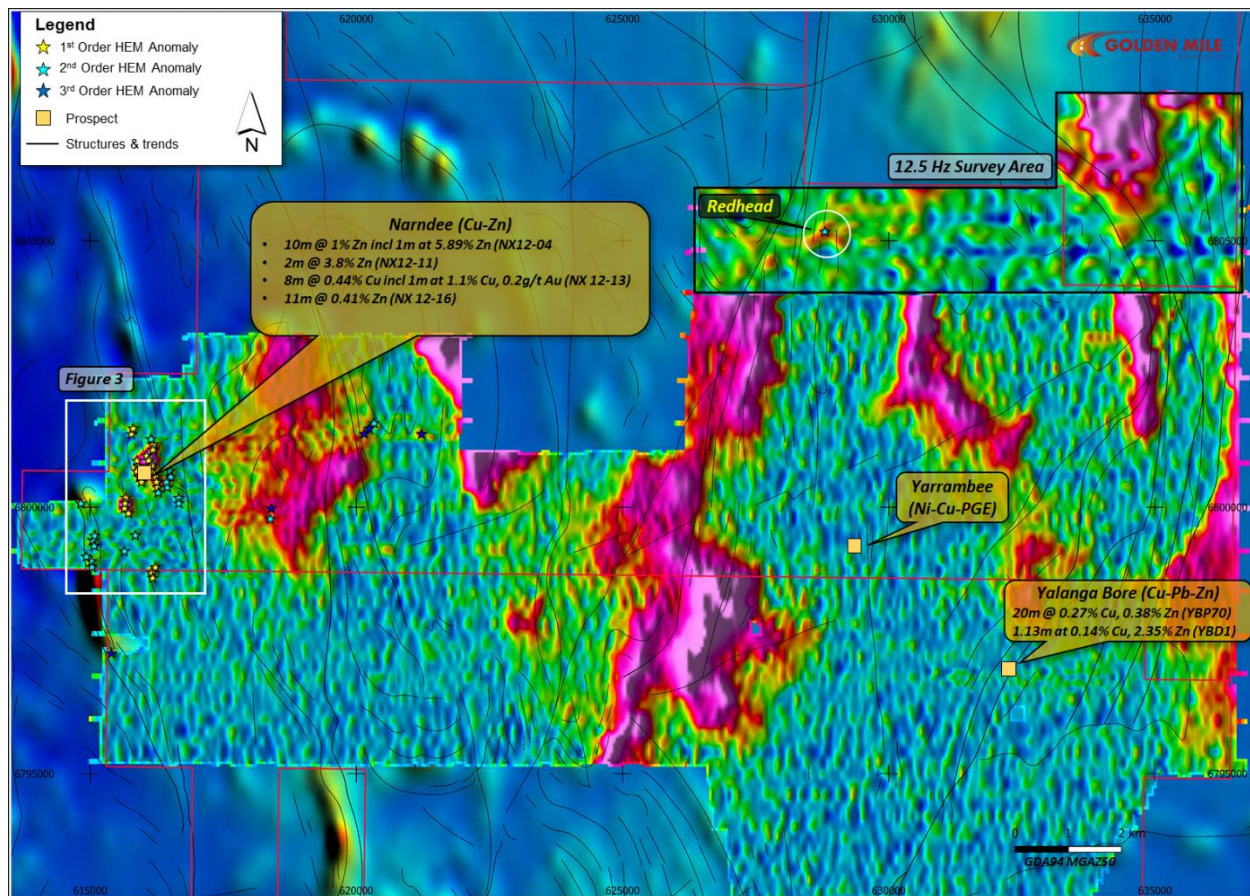 620000
625000
630000
635000
Legend
1st Order HEM Anomaly
2nd Order HEM Anomaly
3rd Order HEM Anomaly
Prospect
Structures & trends
N
GOLDEN MILE
12.5 Hz Survey Area
Redhead
Narndee (Cu-Zn)
• 10m @ 1% Zn incl 1m at 5.89% Zn (NX12-04
• 2m @ 3.8% Zn (NX12-11)
• 8m @ 0.44% Cu incl 1m at 1.1% Cu, 0.2g/t Au (NX 12-13)
• 11m @ 0.41% Zn (NX 12-16)
6805000
6805000
Figure 3
Yarrambee
(Ni-Cu-PGE)
6800000
6800000
Yalanga Bore (Cu-Pb-Zn)
20m @ 0.27% Cu, 0.38% Zn (YBP70)
1.13m at 0.14% Cu, 2.35% Zn (YBD1)
6795000
6795000
0 1 2 km
GDA94 MGAZ50
615000
620000
625000
630000
635000